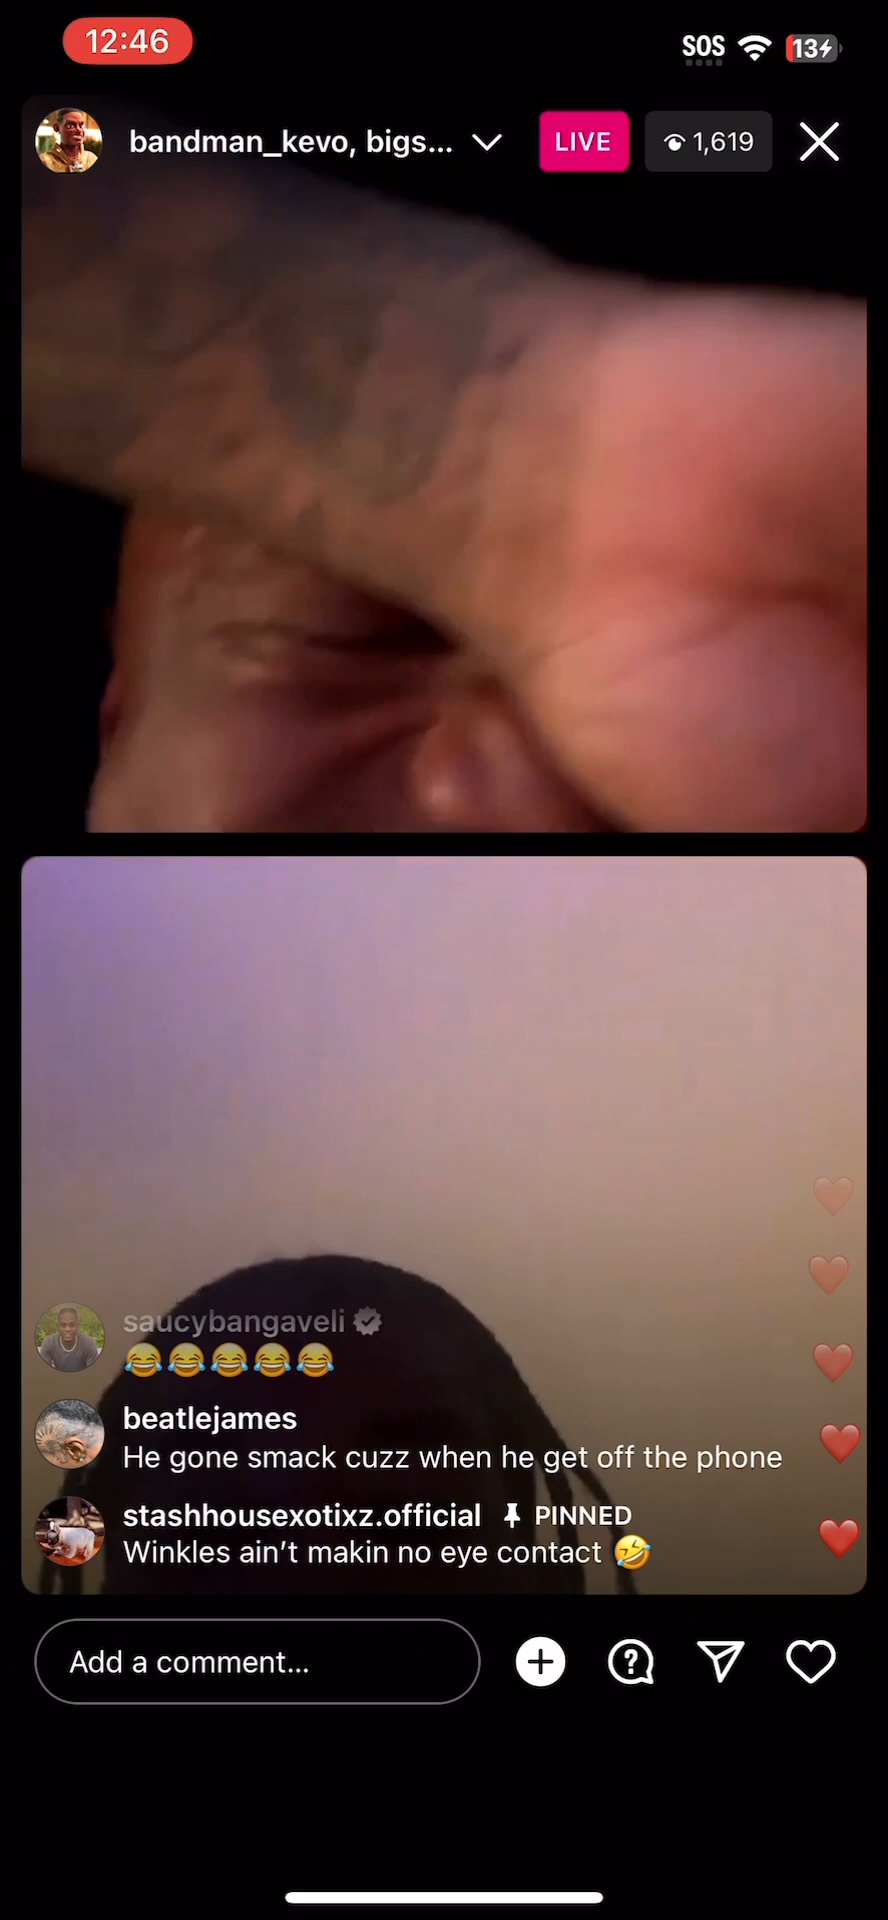 12:46
SOS
13
bandman_kevo, bigs...
LIVE
1,619
saucybangaveli
😂😂😂😂😂
beatlejames
He gone smack cuzz when he get off the phone
stashhousexotixz.official PINNED
Winkles ain’t makin no eye contact 🤣
Add a comment...